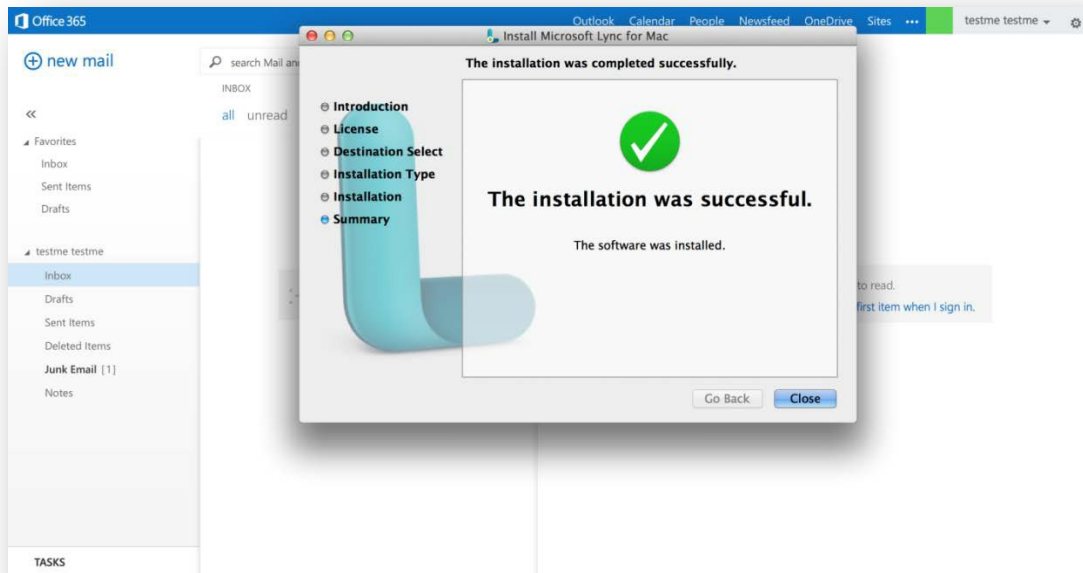 Office 365
Outlook Calendar People Newsfeed OneDrive Sites ••• testme testme
Install Microsoft Lync for Mac
new mail
search Mail an
The installation was completed successfully.
INBOX
all unread
«
Favorites
Inbox
Sent Items
Drafts
testme testme
Inbox
Drafts
Sent Items
Deleted Items
Junk Email [1]
Notes
TASKS
Introduction
License
Destination Select
Installation Type
Installation
Summary
The installation was successful.
The software was installed.
Go Back Close
to read.
first item when I sign in.